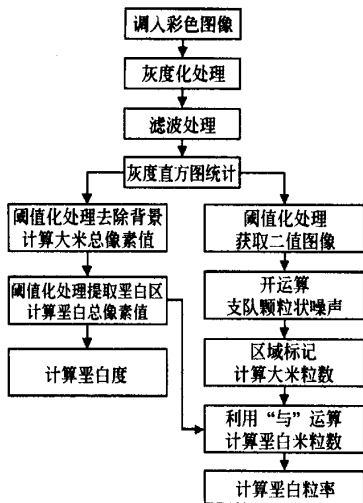 调入彩色图像
灰度化处理
滤波处理
灰度直方图统计
阈值化处理去除背景
计算大米总像素值
阈值化处理提取垩白区
计算垩白总像素值
计算垩白度
阈值化处理
获取二值图像
开运算
支队颗粒状噪声
区域标记
计算大米粒数
利用“与”运算
计算垩白米粒数
计算垩白粒率